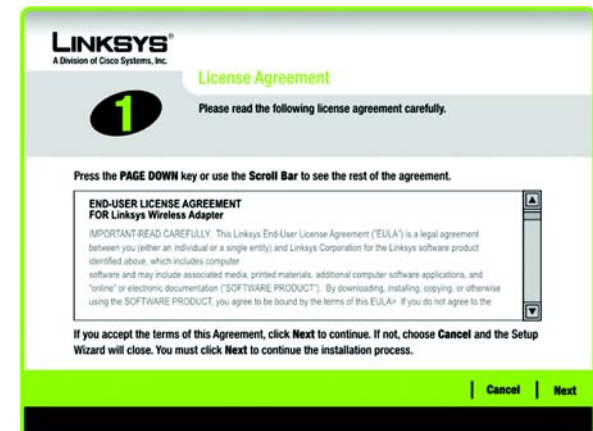 LINKSYS®
A Division of Cisco Systems, Inc.
License Agreement
1
Please read the following license agreement carefully.
Press the PAGE DOWN key or use the Scroll Bar to see the rest of the agreement.
END-USER LICENSE AGREEMENT
FOR Linksys Wireless Adapter
IMPORTANT-READ CAREFULLY. This Linksys End-User License Agreement ("EULA") is a legal agreement
between you (either an individual or a single entity) and Linksys Corporation for the Linksys software product
identified above, which includes computer
software and may include associated media, printed materials, additional computer software applications, and
"online" or electronic documentation ("SOFTWARE PRODUCT"). By downloading, installing, copying, or otherwise
using the SOFTWARE PRODUCT, you agree to be bound by the terms of this EULA> If you do not agree to the
If you accept the terms of this Agreement, click Next to continue. If not, choose Cancel and the Setup
Wizard will close. You must click Next to continue the installation process.
Cancel | Next